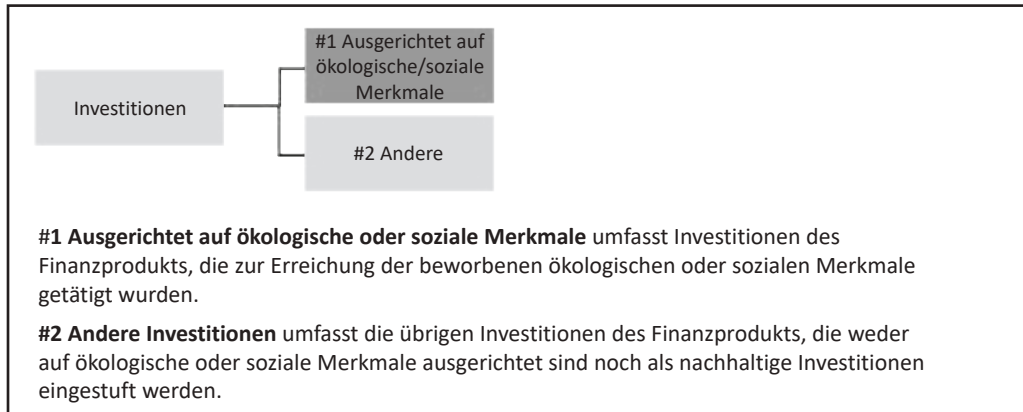 #1 Ausgerichtet auf
ökologische/soziale
Merkmale
Investitionen
#2 Andere
#1 Ausgerichtet auf ökologische oder soziale Merkmale umfasst Investitionen des
Finanzprodukts, die zur Erreichung der beworbenen ökologischen oder sozialen Merkmale
getätigt wurden.
#2 Andere Investitionen umfasst die übrigen Investitionen des Finanzprodukts, die weder
auf ökologische oder soziale Merkmale ausgerichtet sind noch als nachhaltige Investitionen
eingestuft werden.